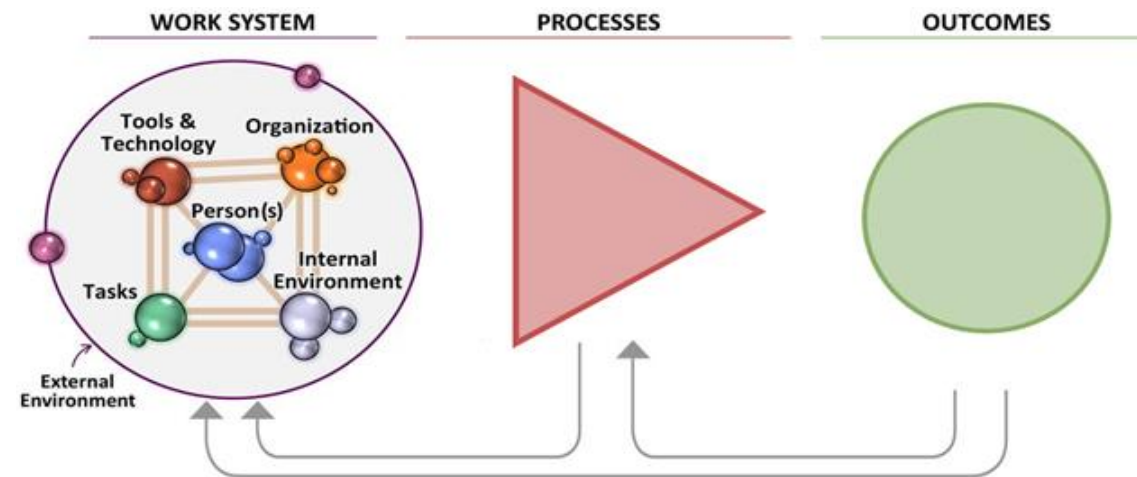 WORK SYSTEM
PROCESSES
OUTCOMES
Tools &
Technology
Organization
Person(s)
Internal
Environment
Tasks
External
Environment